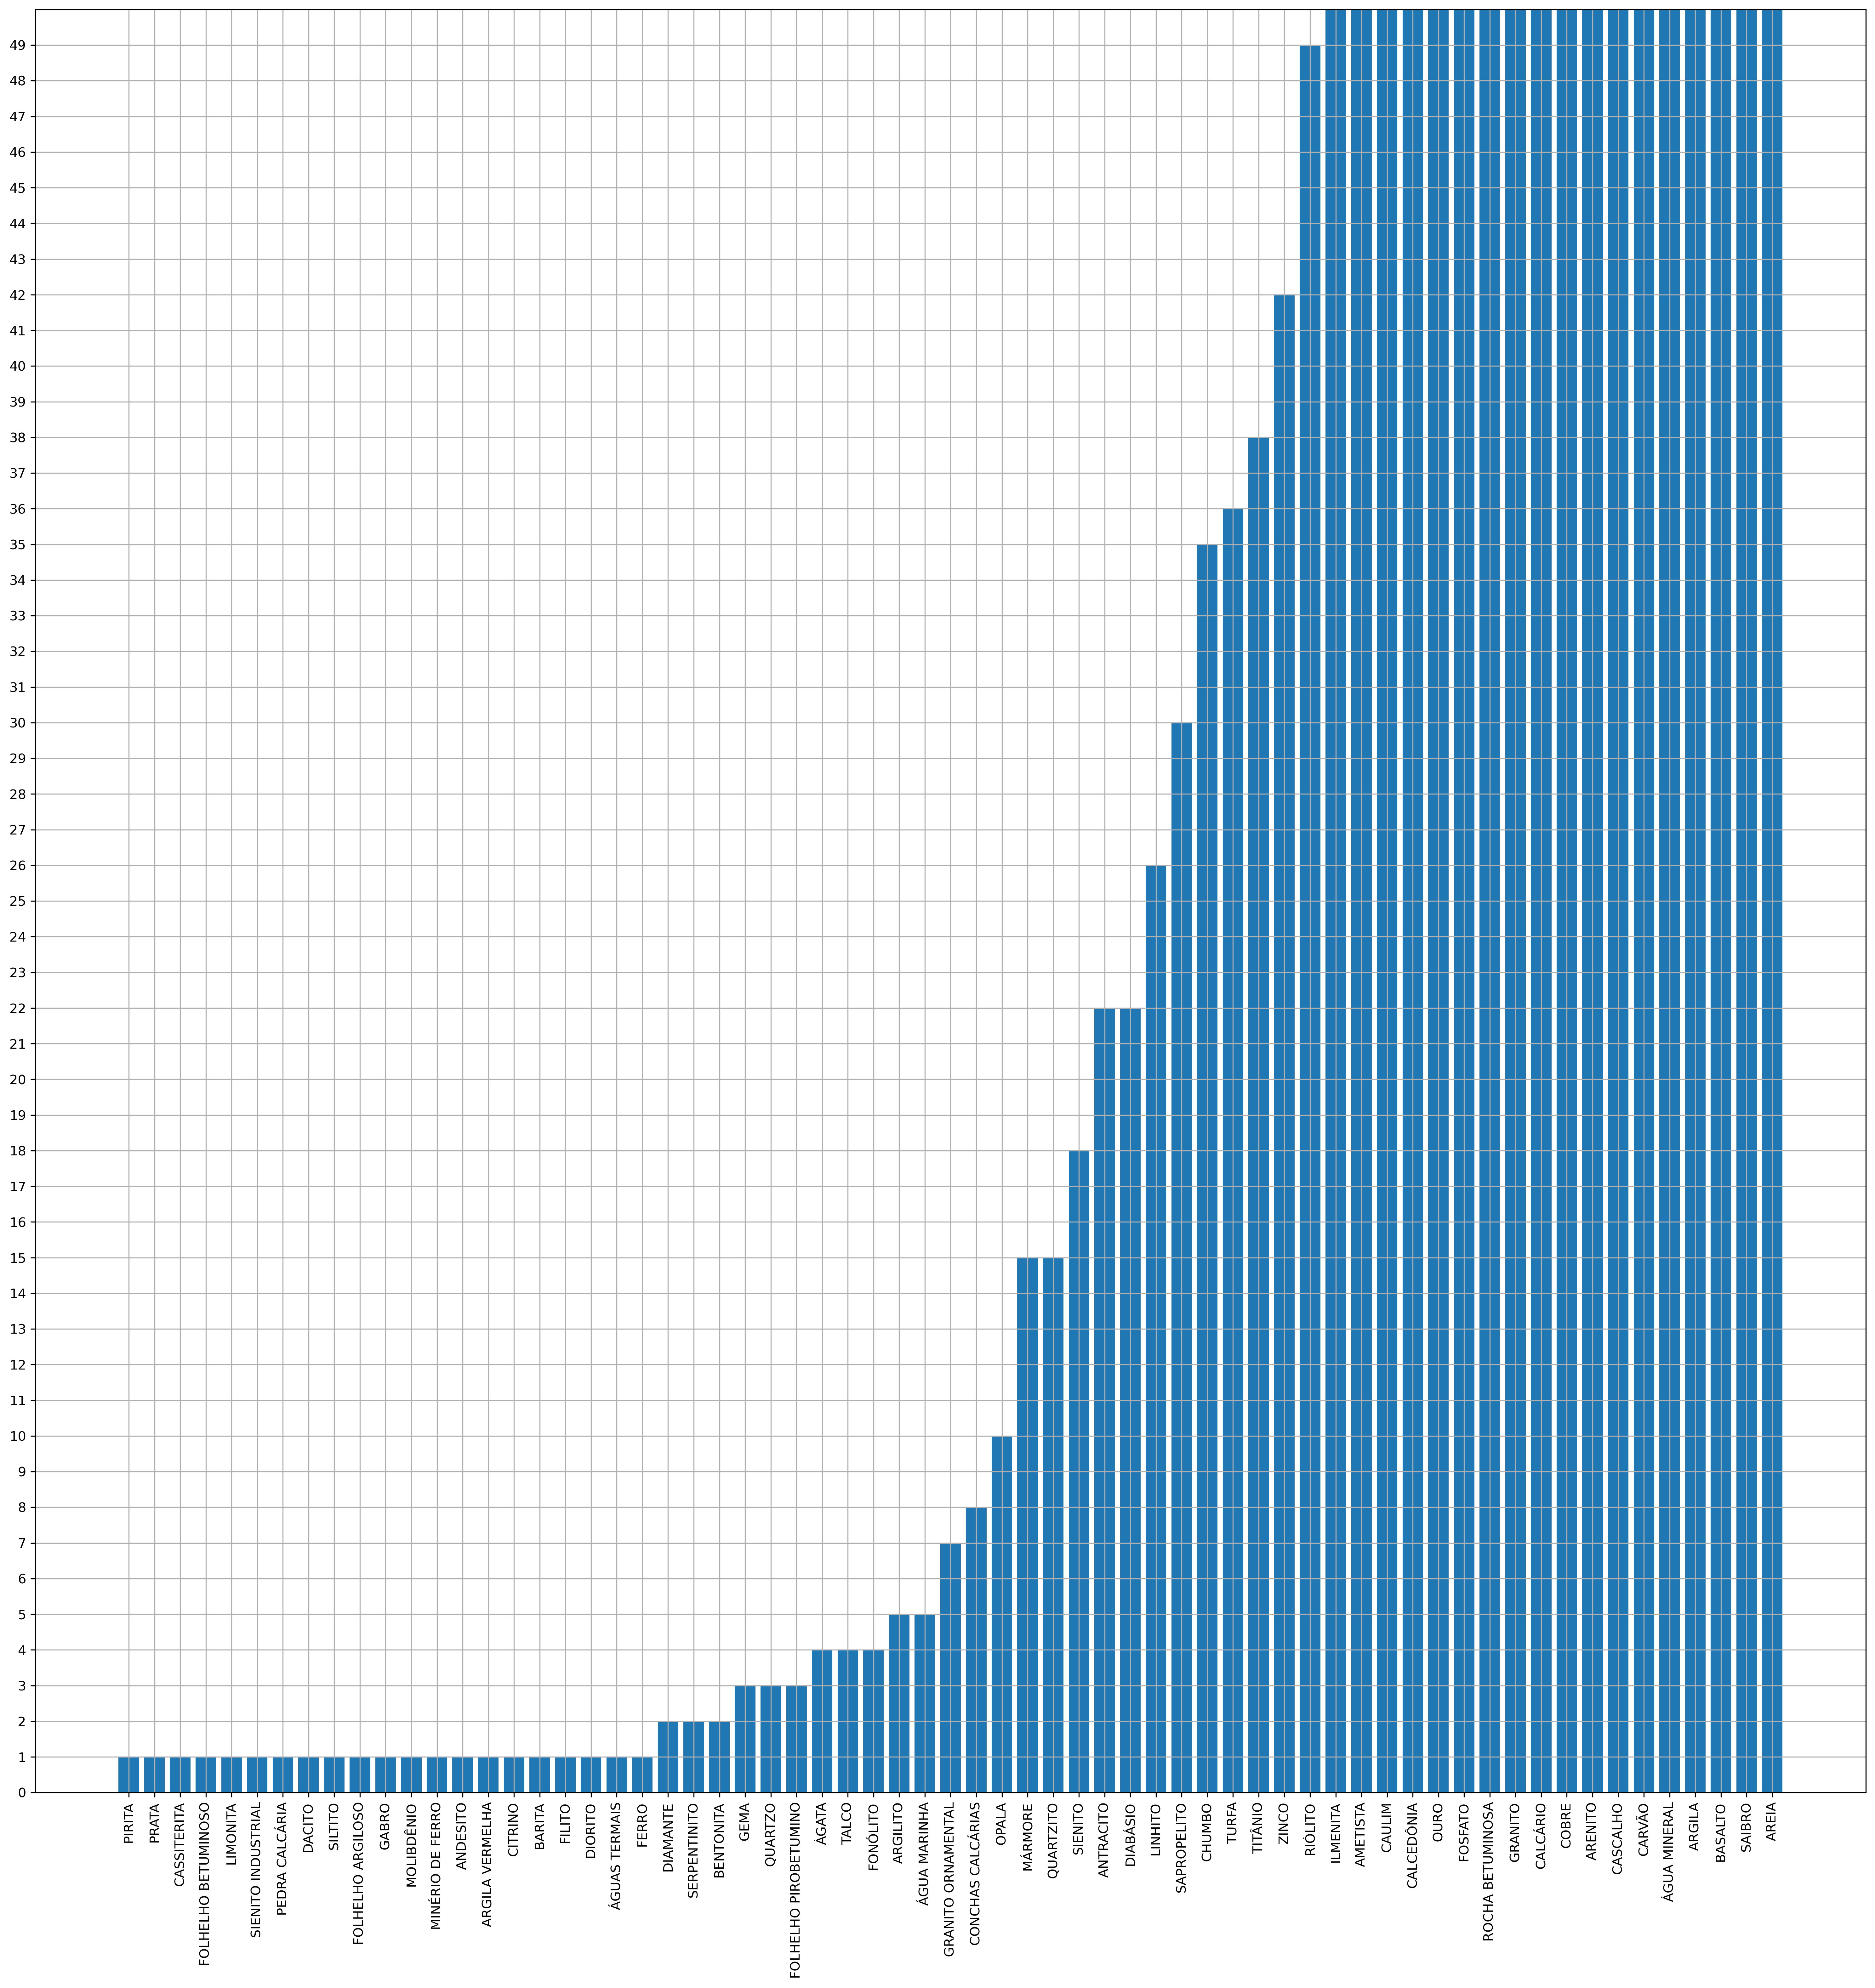 49
48
47
46
45
44
43
42
41
40
39
38
37
36
35
34
33
32
31
30
29
28
27
26
25
24
23
22
21
20
19
18
17
16
15
14
13
12
11
10
9
8
7
6
5
4
3
2
1
0
PIRITA
PRATA
CASSITERITA
FOLHELHO BETUMINOSO
LIMONITA
SIENITO INDUSTRIAL
PEDRA CALCÁRIA
DACITO
SILTITO
FOLHELHO ARGILOSO
GABRO
MOLIBDÊNIO
MINÉRIO DE FERRO
ANDESITO
ARGILA VERMELHA
CITRINO
BARITA
FILITO
DIORITO
ÁGUAS TERMAIS
FERRO
DIAMANTE
SERPENTINITO
BENTONITA
GEMA
QUARTZO
FOLHELHO PIROBETUMINO
ÁGATA
TALCO
FONÓLITO
ARGILITO
ÁGUA MARINHA
GRANITO ORNAMENTAL
CONCHAS CALCÁRIAS
OPALA
MÁRMORE
QUARTZITO
SIENITO
ANTRACITO
DIABÁSIO
LINHITO
SAPROPELITO
CHUMBO
TURFA
TITÂNIO
ZINCO
RIÓLITO
ILMENITA
AMETISTA
CAULIM
CALCEDÔNIA
OURO
FOSFATO
ROCHA BETUMINOSA
GRANITO
CALCÁRIO
COBRE
ARENITO
CASCALHO
CARVÃO
ÁGUA MINERAL
ARGILA
BASALTO
SAIBRO
AREIA